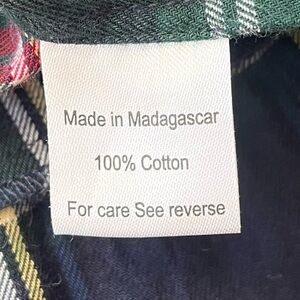 Made in Madagascar
100% Cotton
For care See reverse